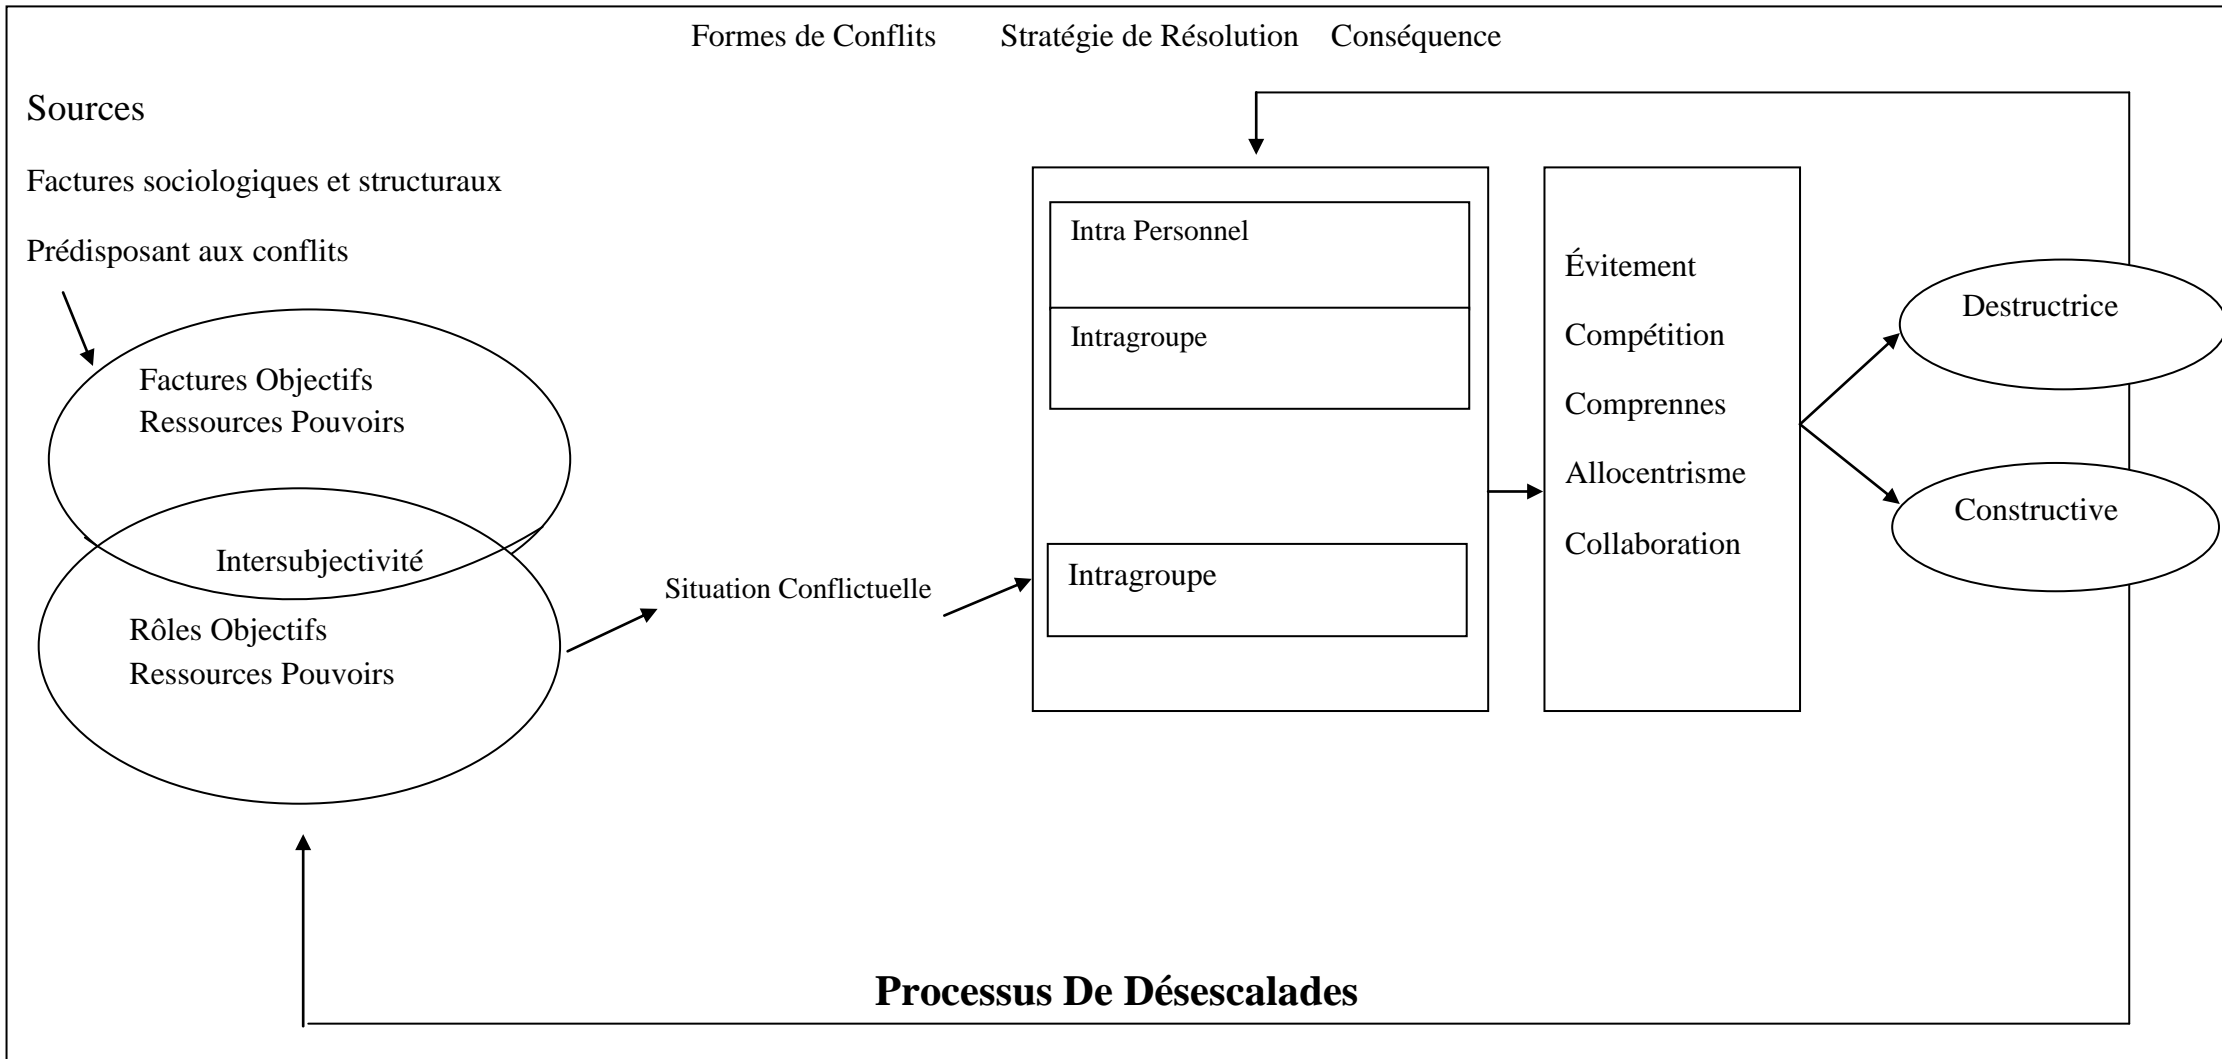 Formes de Conflits Stratégie de Résolution Conséquence
Sources
Factures sociologiques et structuraux
Prédisposant aux conflits
Factures Objectifs
Ressources Pouvoirs
Intersubjectivité
Rôles Objectifs
Ressources Pouvoirs
Situation Conflictuelle
Intra Personnel
Intragroupe
Intragroupe
Évitement
Compétition
Comprennes
Allocentrisme
Collaboration
Destructrice
Constructive
Processus De Désescalades